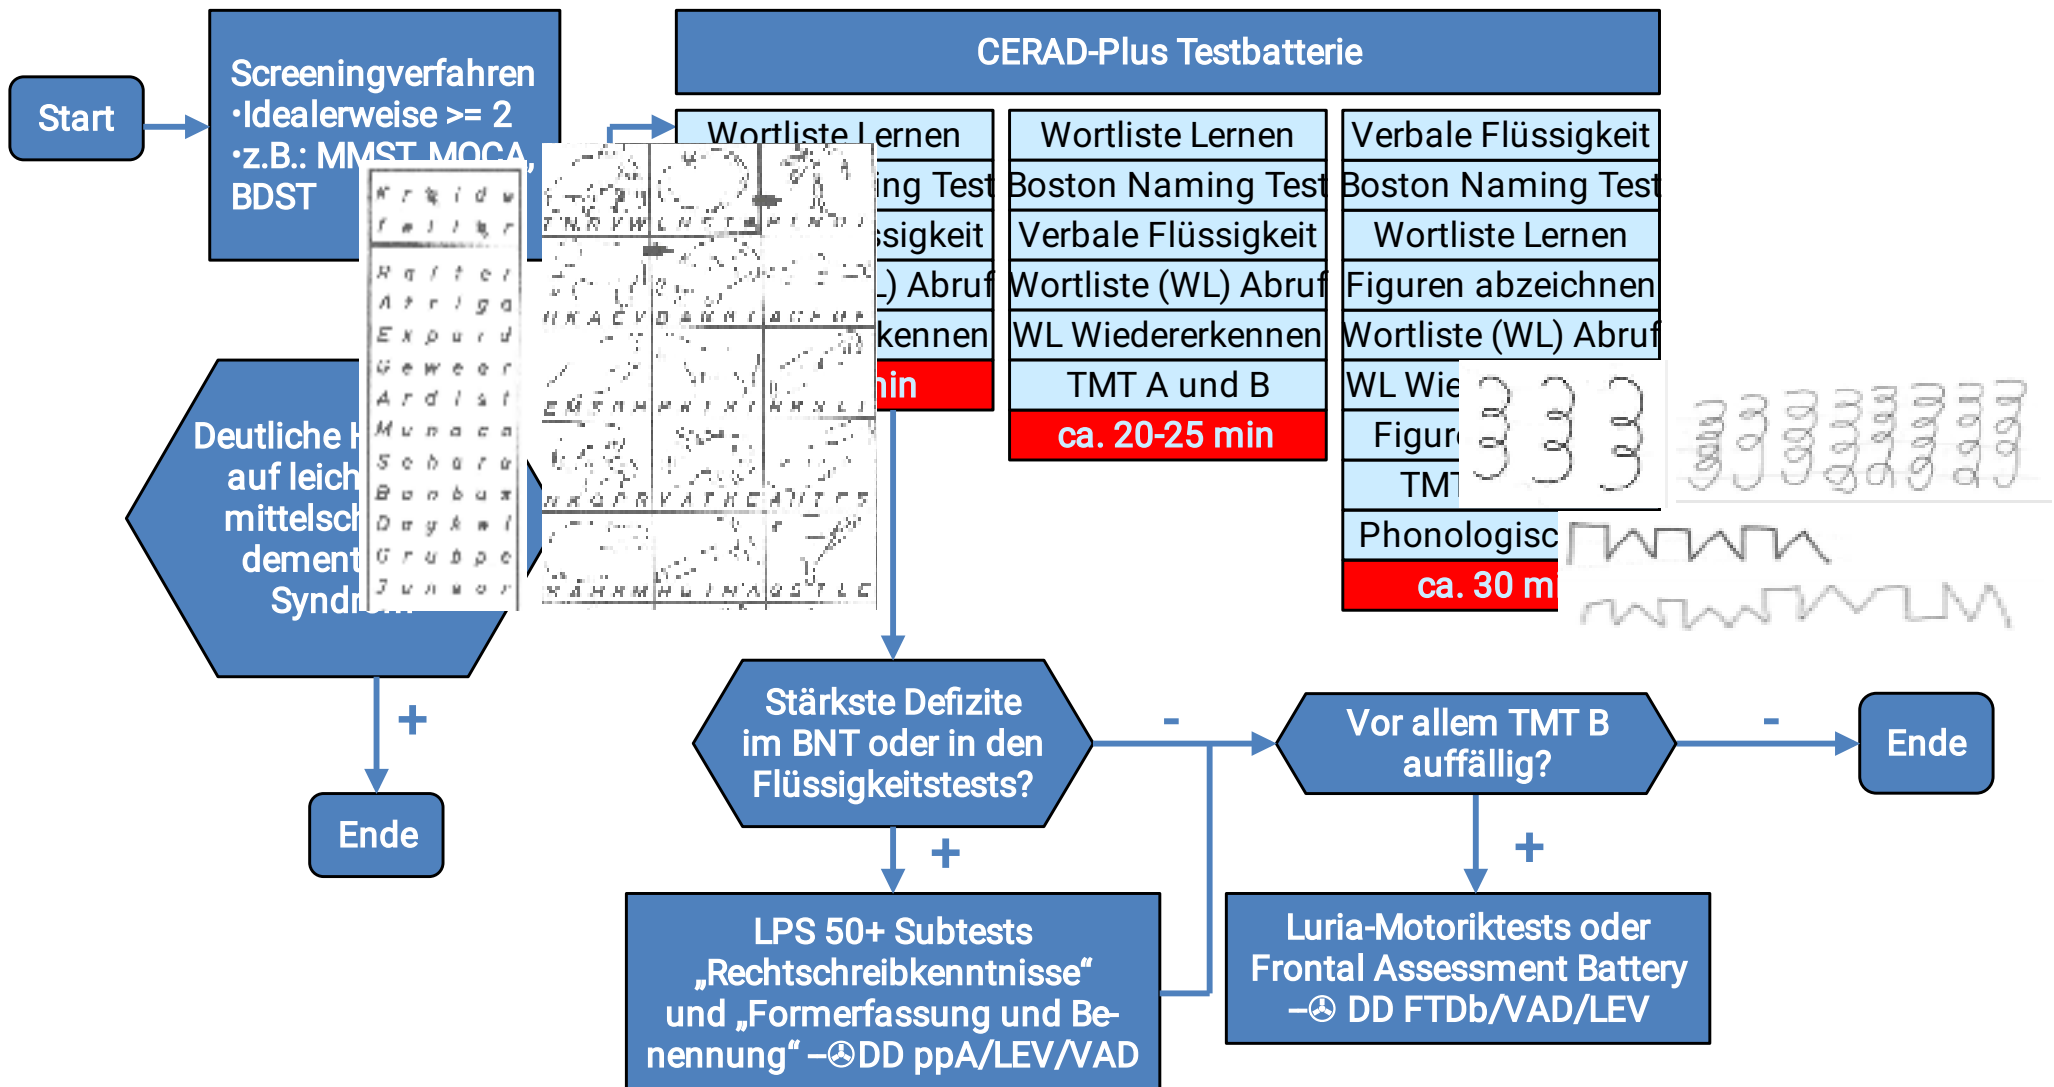 Start
Screeningverfahren
•Idealerweise >= 2
•z.B.: MMST, MOCA,
BDST
CERAD-Plus Testbatterie
Wortliste Lernen
ing Test
ssigkeit
) Abruf
kennen
min
Wortliste Lernen
Boston Naming Test
Verbale Flüssigkeit
Wortliste (WL) Abruf
WL Wiedererkennen
TMT A und B
ca. 20-25 min
Verbale Flüssigkeit
Boston Naming Test
Wortliste Lernen
Figuren abzeichnen
Wortliste (WL) Abruf
WL Wie
Figur
TMT
Phonologisc
ca. 30 mi
Deutliche H
auf leich
mittelsch
dement
Syndrom
A t r i g a
E x p u r d
G e w e a r
A r d i s t
M u n a c a
S c h a r a
B a n b u x
G r u b p e
J u n w o r
+
Ende
Stärkste Defizite
im BNT oder in den
Flüssigkeitstests?
-
Vor allem TMT B
auffällig?
-
Ende
+
+
LPS 50+ Subtests
„Rechtschreibkenntnisse“
und „Formerfassung und Be-
nennung“ –✇DD ppA/LEV/VAD
Luria-Motoriktests oder
Frontal Assessment Battery
–✇ DD FTDb/VAD/LEV